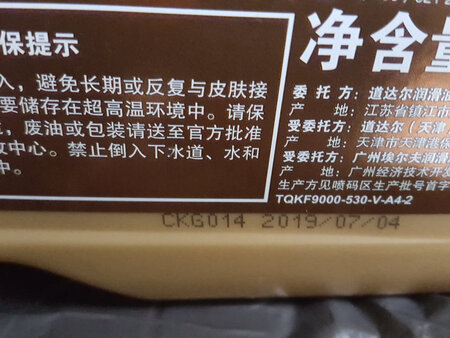 保提示
入，避免长期或反复与皮肤接
要储存在超高温环境中。请保
废油或包装请送至官方批准
中心。禁止倒入下水道、水和
中。
净含量
委托方：道达尔润滑油
产地：江苏省镇江市
受委托方：道达尔（天津
产地：天津市天津港保
受委托方：广州埃尔夫润滑
产地：广州经济技术开发
生产方见喷码区生产批号首字
TQKF9000-530-V-A4-2
CKG014 2019/07/04